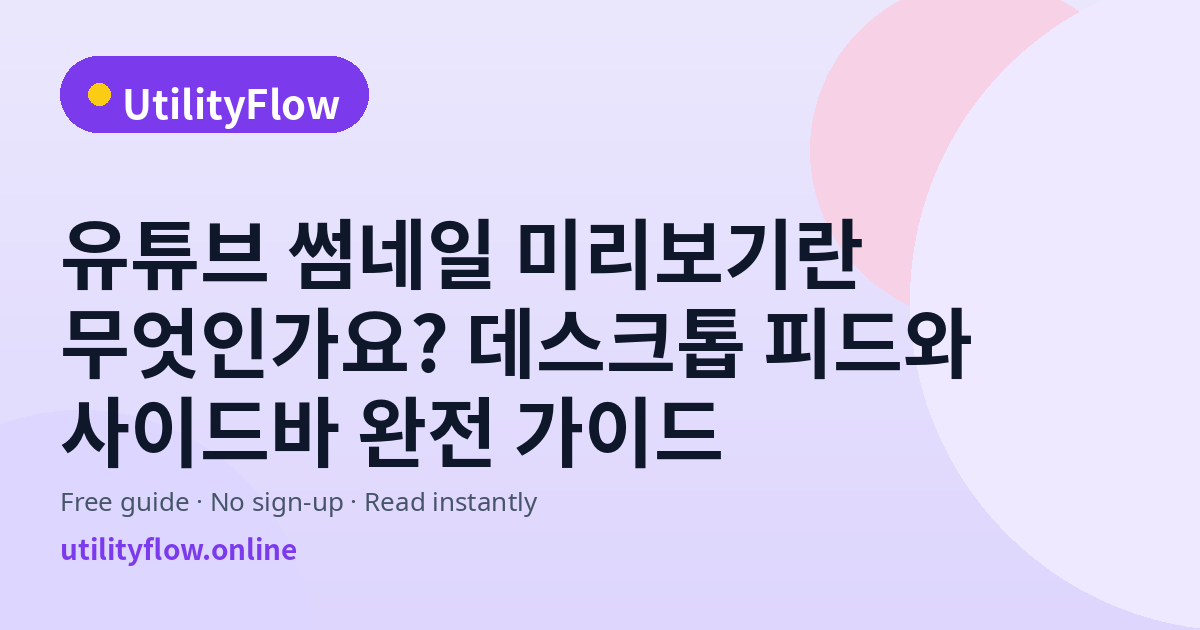 UtilityFlow
유튜브 썸네일 미리보기란
무엇인가요? 데스크톱 피드와
사이드바 완전 가이드
Free guide · No sign-up · Read instantly
utilityflow.online